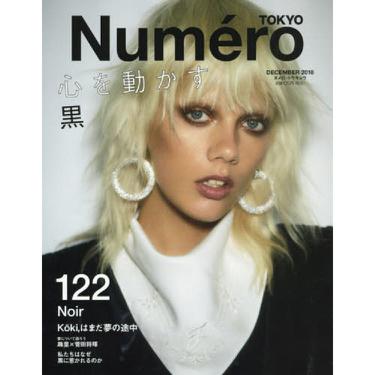 Numéro
TOKYO
心を動かす
黒
DECEMBER 2018
122
Noir
Kōki,はまだ夢の途中
私たちはなぜ
黒に惹かれるのか